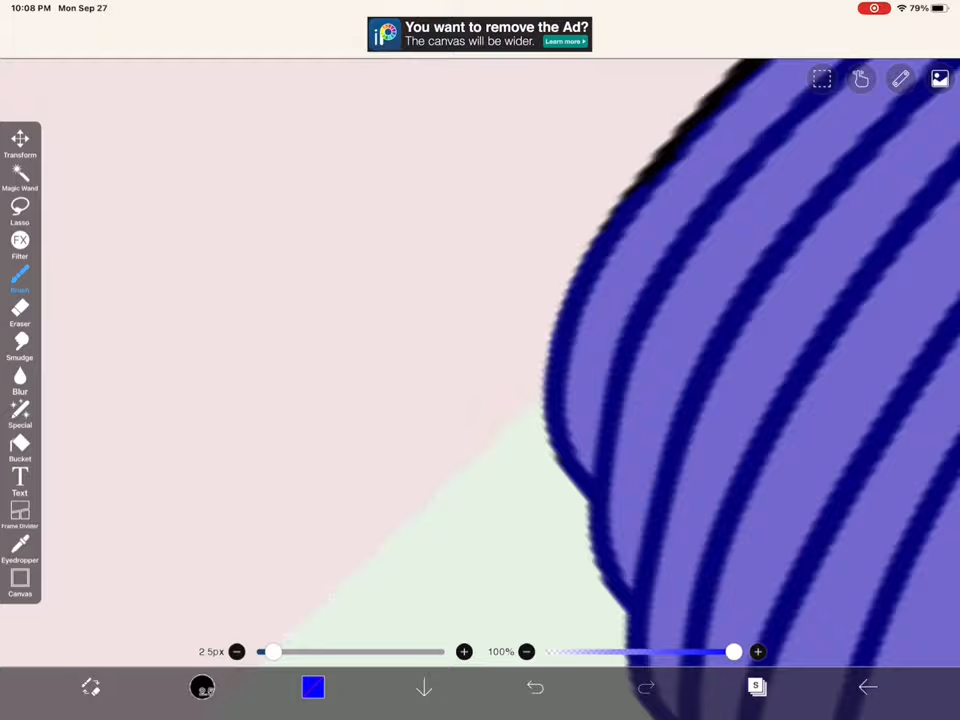 10:08 PM Mon Sep 27
79%
iP
You want to remove the Ad?
The canvas will be wider.
Learn more
Transform
Magic Wand
Lasso
FX
Filter
Brush
Eraser
Smudge
Blur
Special
Bucket
T
Text
Frame Divider
Eyedropper
Canvas
2.5px
100%
S